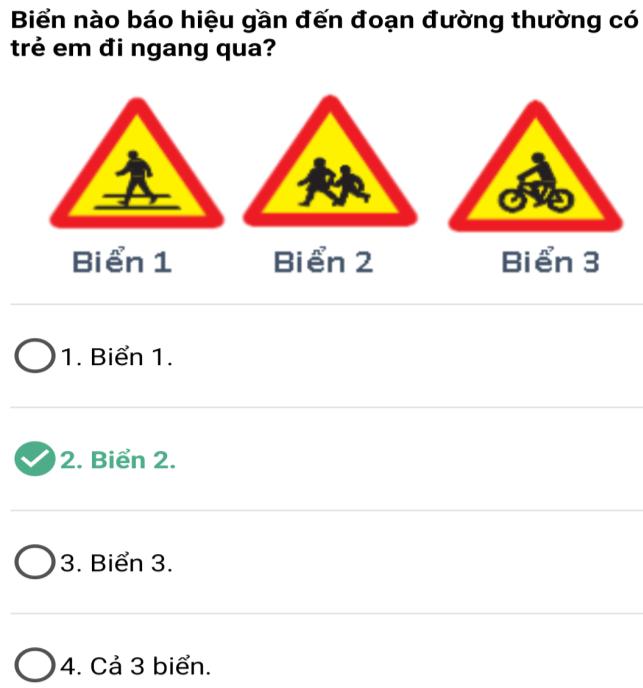 Biển nào báo hiệu gần đến đoạn đường thường có
trẻ em đi ngang qua?
Biển 1 Biển 2 Biển 3
1. Biển 1.
2. Biển 2.
3. Biển 3.
4. Cả 3 biển.